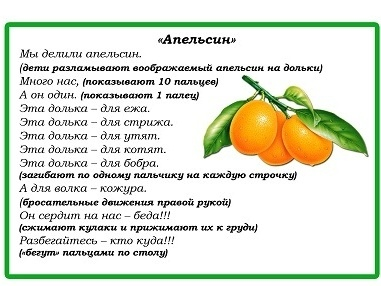 «Апельсин»
Мы делили апельсин.
(дети разламывают воображаемый апельсин на дольки)
Много нас, (показывают 10 пальцев)
А он один. (показывают 1 палец)
Эта долька – для ежа.
Эта долька – для стрижа.
Эта долька – для утят.
Эта долька – для котят.
Эта долька – для бобра.
(загибают по одному пальчику на каждую строчку)
А для волка – кожура.
(бросательные движения правой рукой)
Он сердит на нас – беда!!!
(сжимают кулаки и прижимают их к груди)
Разбегайтесь – кто куда!!!
(«бегут» пальцами по столу)